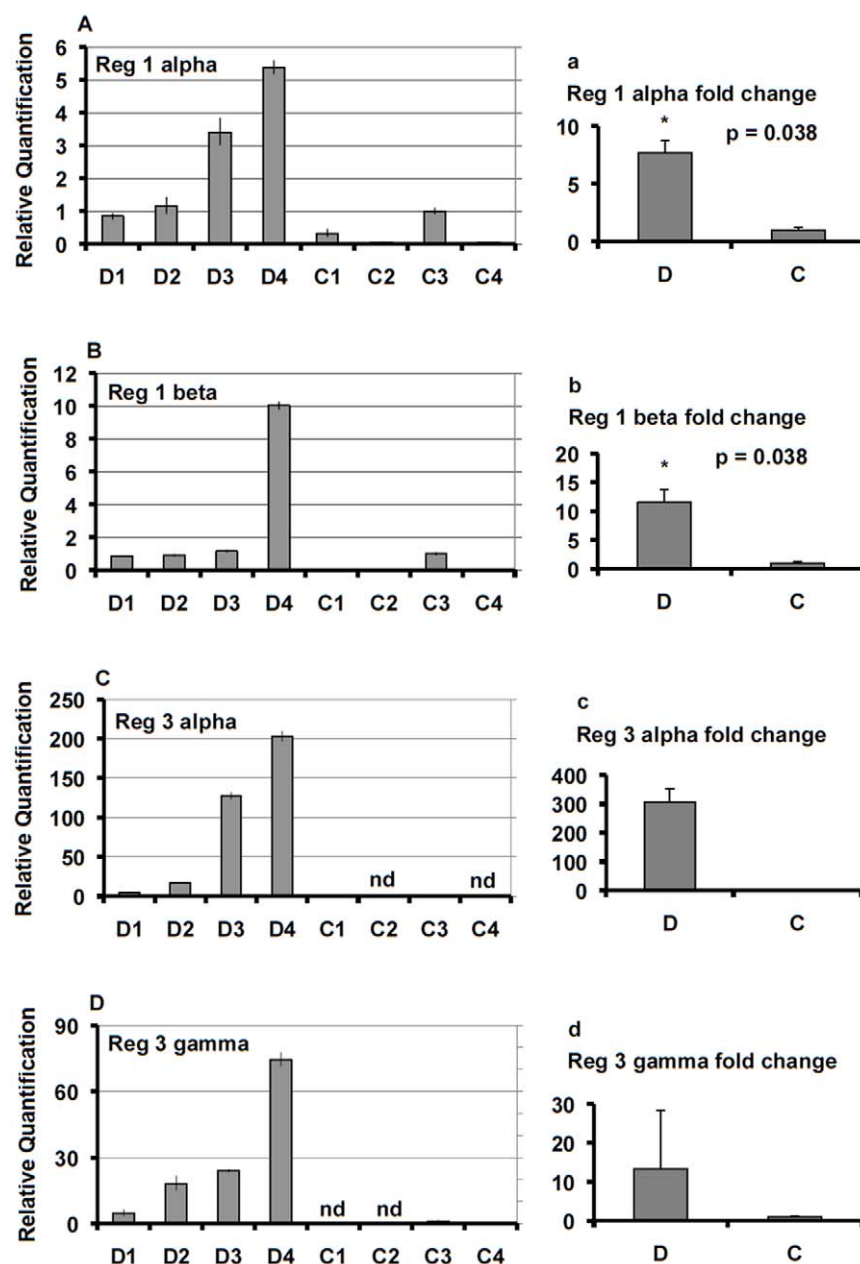 A
Relative Quantification
Reg 1 alpha
6
5
4
3
2
1
0
D1 D2 D3 D4 C1 C2 C3 C4
a
Reg 1 alpha fold change
*
p = 0.038
10
5
0
D C
B
Relative Quantification
Reg 1 beta
12
10
8
6
4
2
0
D1 D2 D3 D4 C1 C2 C3 C4
b
Reg 1 beta fold change
*
p = 0.038
20
15
10
5
0
D C
C
Relative Quantification
Reg 3 alpha
250
200
150
100
50
0
nd nd
D1 D2 D3 D4 C1 C2 C3 C4
c
Reg 3 alpha fold change
400
300
200
100
0
D C
D
Relative Quantification
Reg 3 gamma
90
60
30
0
nd nd
D1 D2 D3 D4 C1 C2 C3 C4
d
Reg 3 gamma fold change
30
20
10
0
D C